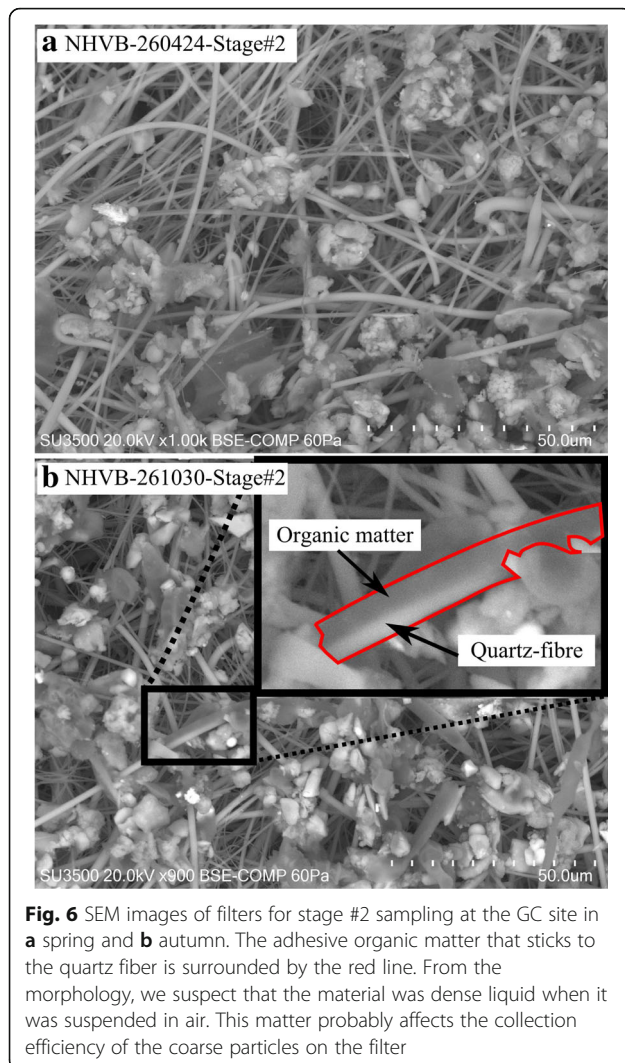 a NHVB-260424-Stage#2
SU3500 20.0kV x1.00k BSE-COMP 60Pa
50.0um
b NHVB-261030-Stage#2
Organic matter
Quartz-fibre
SU3500 20.0kV x900 BSE-COMP 60Pa
50.0um
Fig. 6 SEM images of filters for stage #2 sampling at the GC site in
a spring and b autumn. The adhesive organic matter that sticks to
the quartz fiber is surrounded by the red line. From the
morphology, we suspect that the material was dense liquid when it
was suspended in air. This matter probably affects the collection
efficiency of the coarse particles on the filter